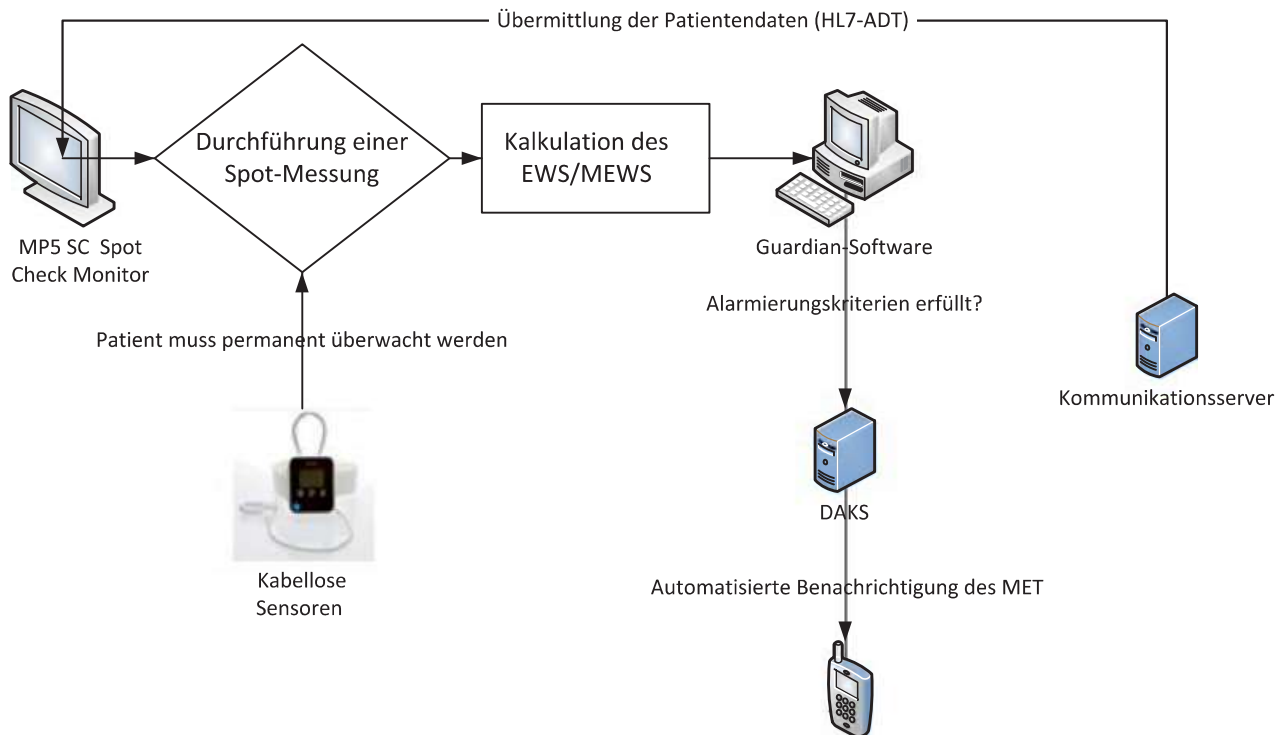 Übermittlung der Patientendaten (HL7-ADT)
Durchführung einer
Spot-Messung
Kalkulation des
EWS/MEWS
MP5 SC Spot
Check Monitor
Guardian-Software
Alarmierungskriterien erfüllt?
Patient muss permanent überwacht werden
Kommunikationsserver
DAKS
Kabellose
Sensoren
Automatisierte Benachrichtigung des MET